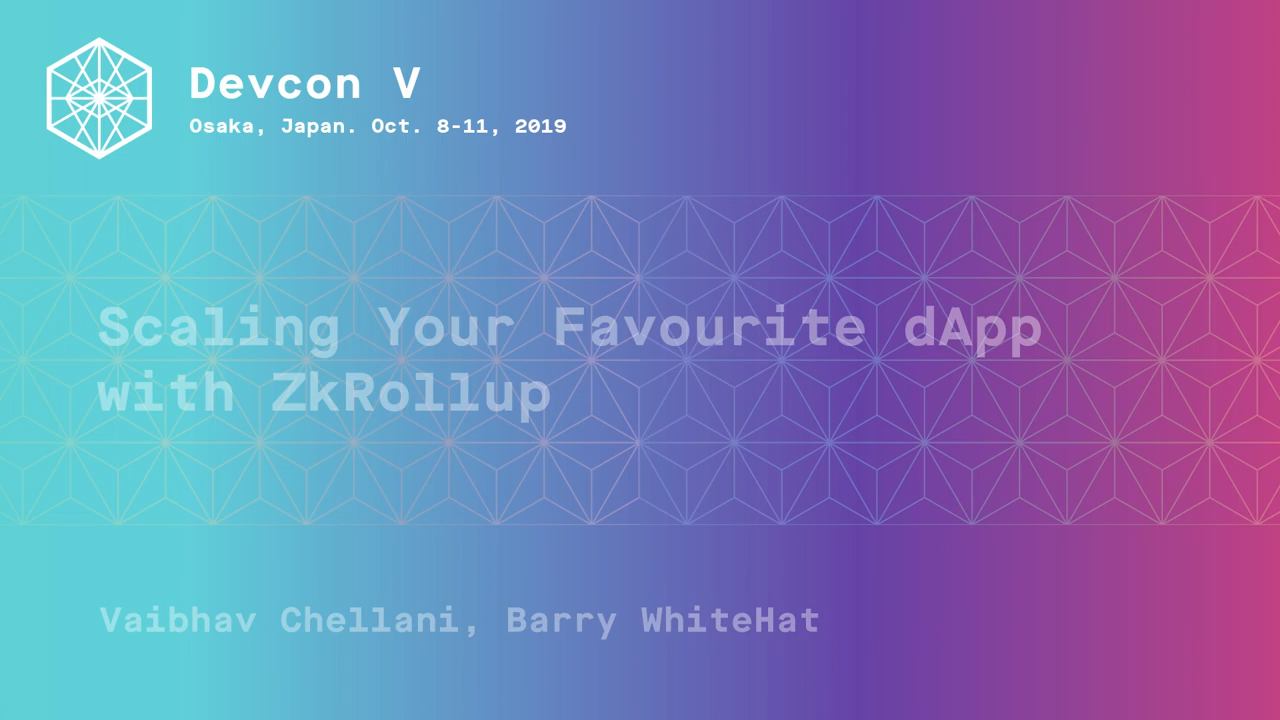 Devcon V
Osaka, Japan. Oct. 8-11, 2019
Scaling Your Favourite dApp
with ZkRollup
Vaibhav Chellani, Barry WhiteHat